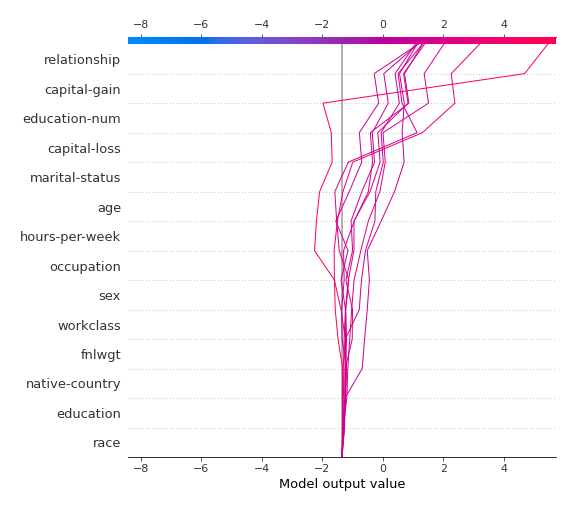 −8 −6 −4 −2 0 2 4
relationship
capital-gain
education-num
capital-loss
marital-status
age
hours-per-week
occupation
sex
workclass
fnlwgt
native-country
education
race
−8 −6 −4 −2 0 2 4
Model output value